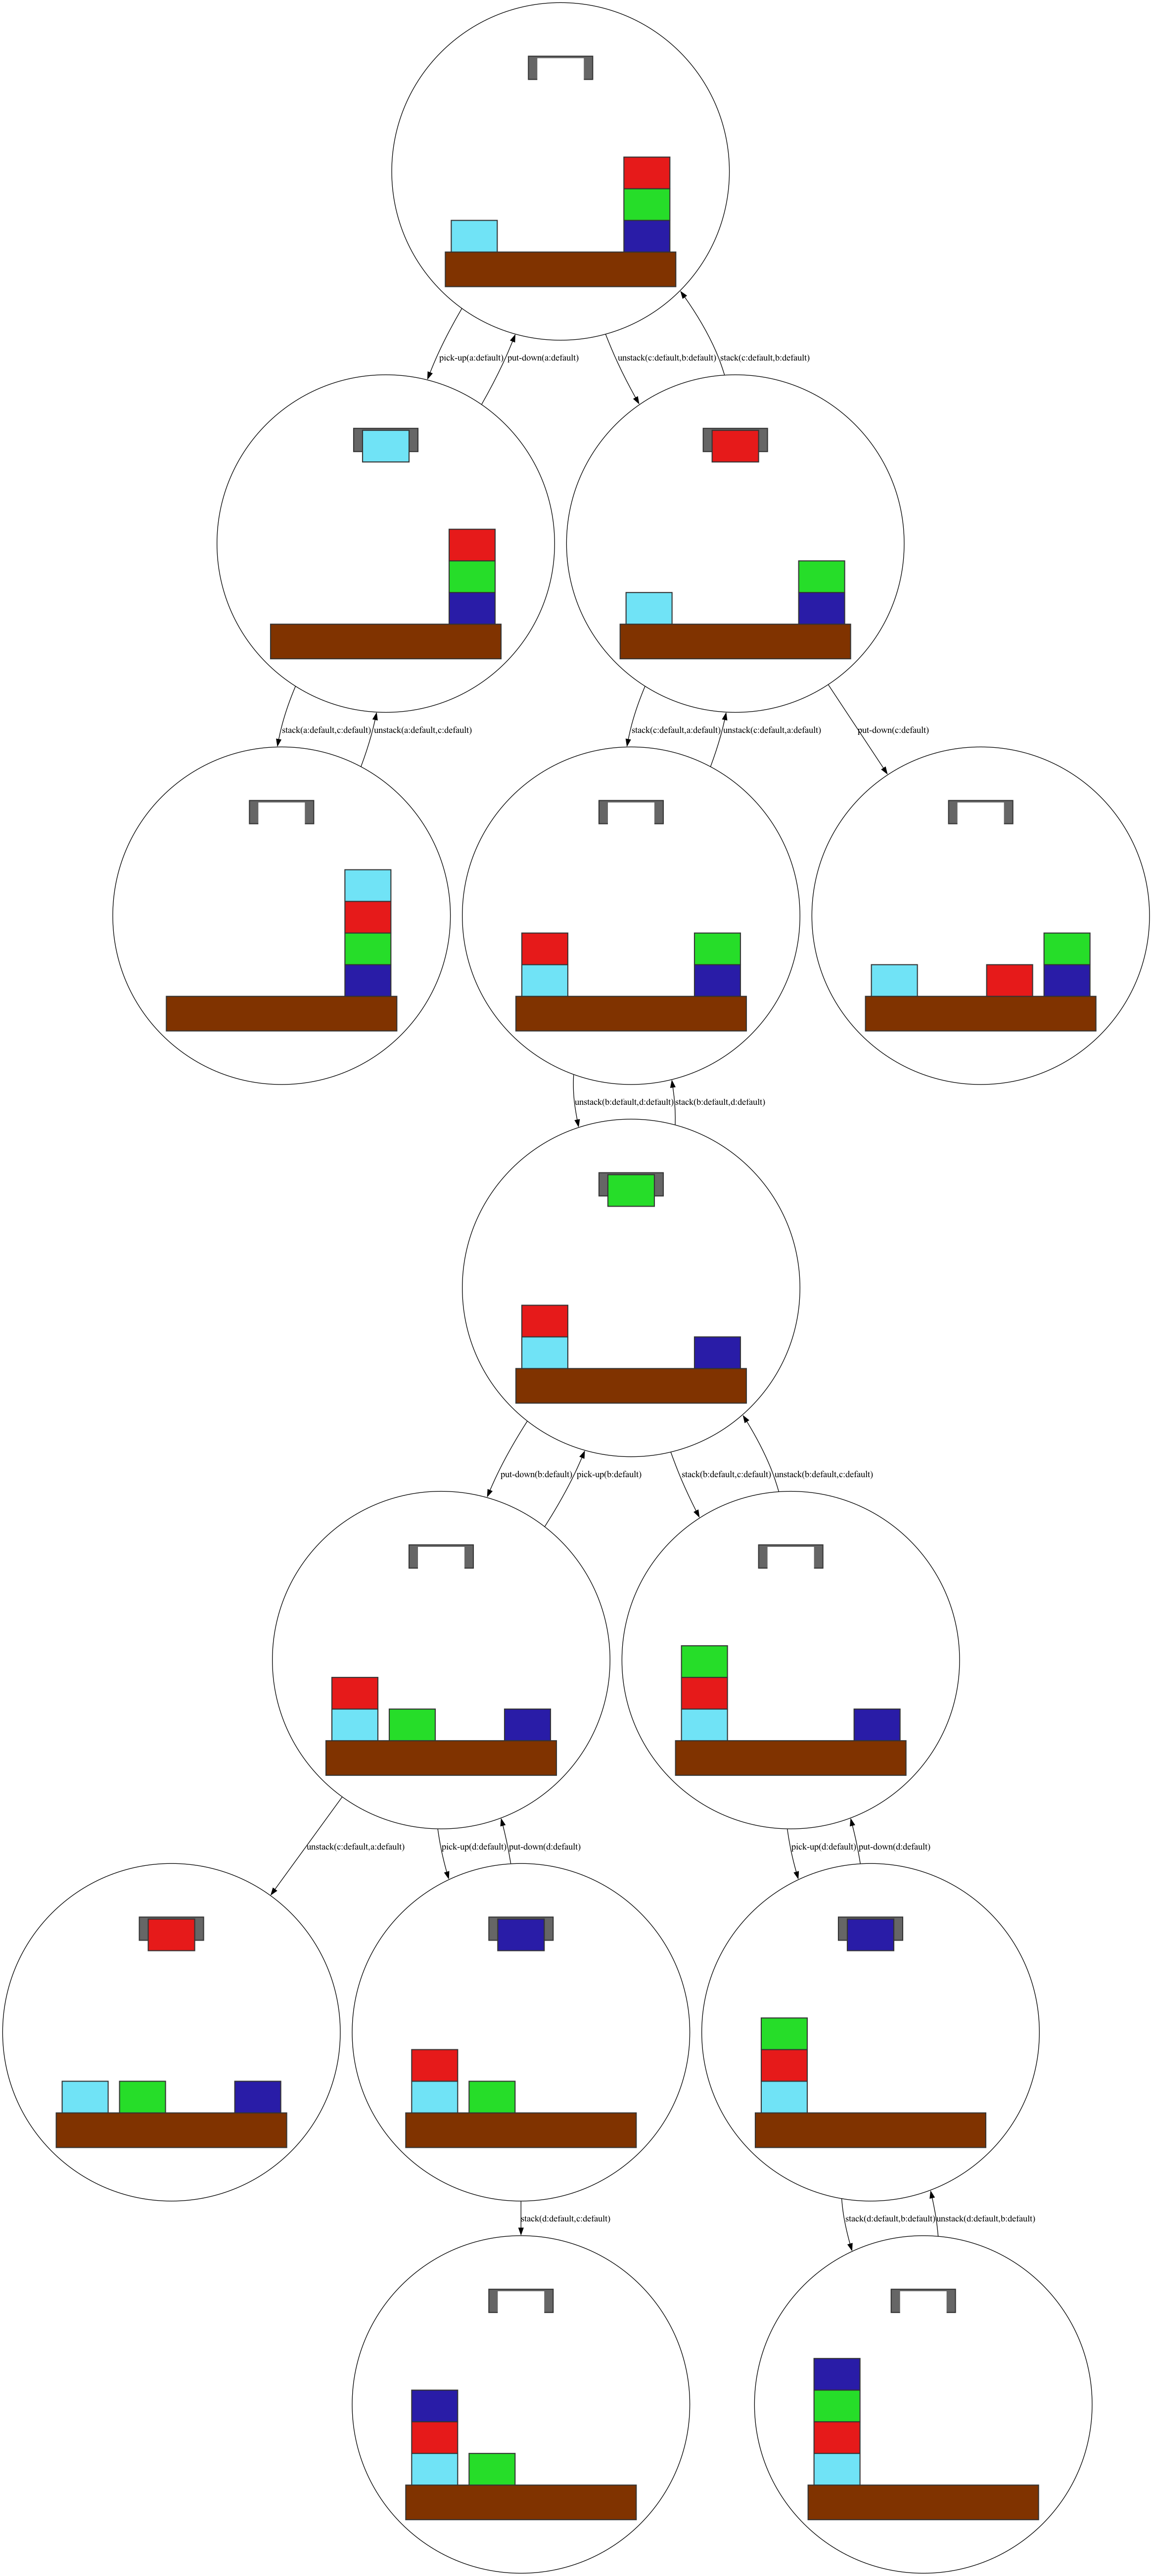 pick-up(a:default)
put-down(a:default)
unstack(c:default,b:default)
stack(c:default,b:default)
stack(a:default,c:default)
unstack(a:default,c:default)
stack(c:default,a:default)
unstack(c:default,a:default)
put-down(c:default)
unstack(b:default,d:default)
stack(b:default,d:default)
put-down(b:default)
pick-up(b:default)
stack(b:default,c:default)
unstack(b:default,c:default)
unstack(c:default,a:default)
pick-up(d:default)
put-down(d:default)
pick-up(d:default)
put-down(d:default)
stack(d:default,c:default)
stack(d:default,b:default)
unstack(d:default,b:default)